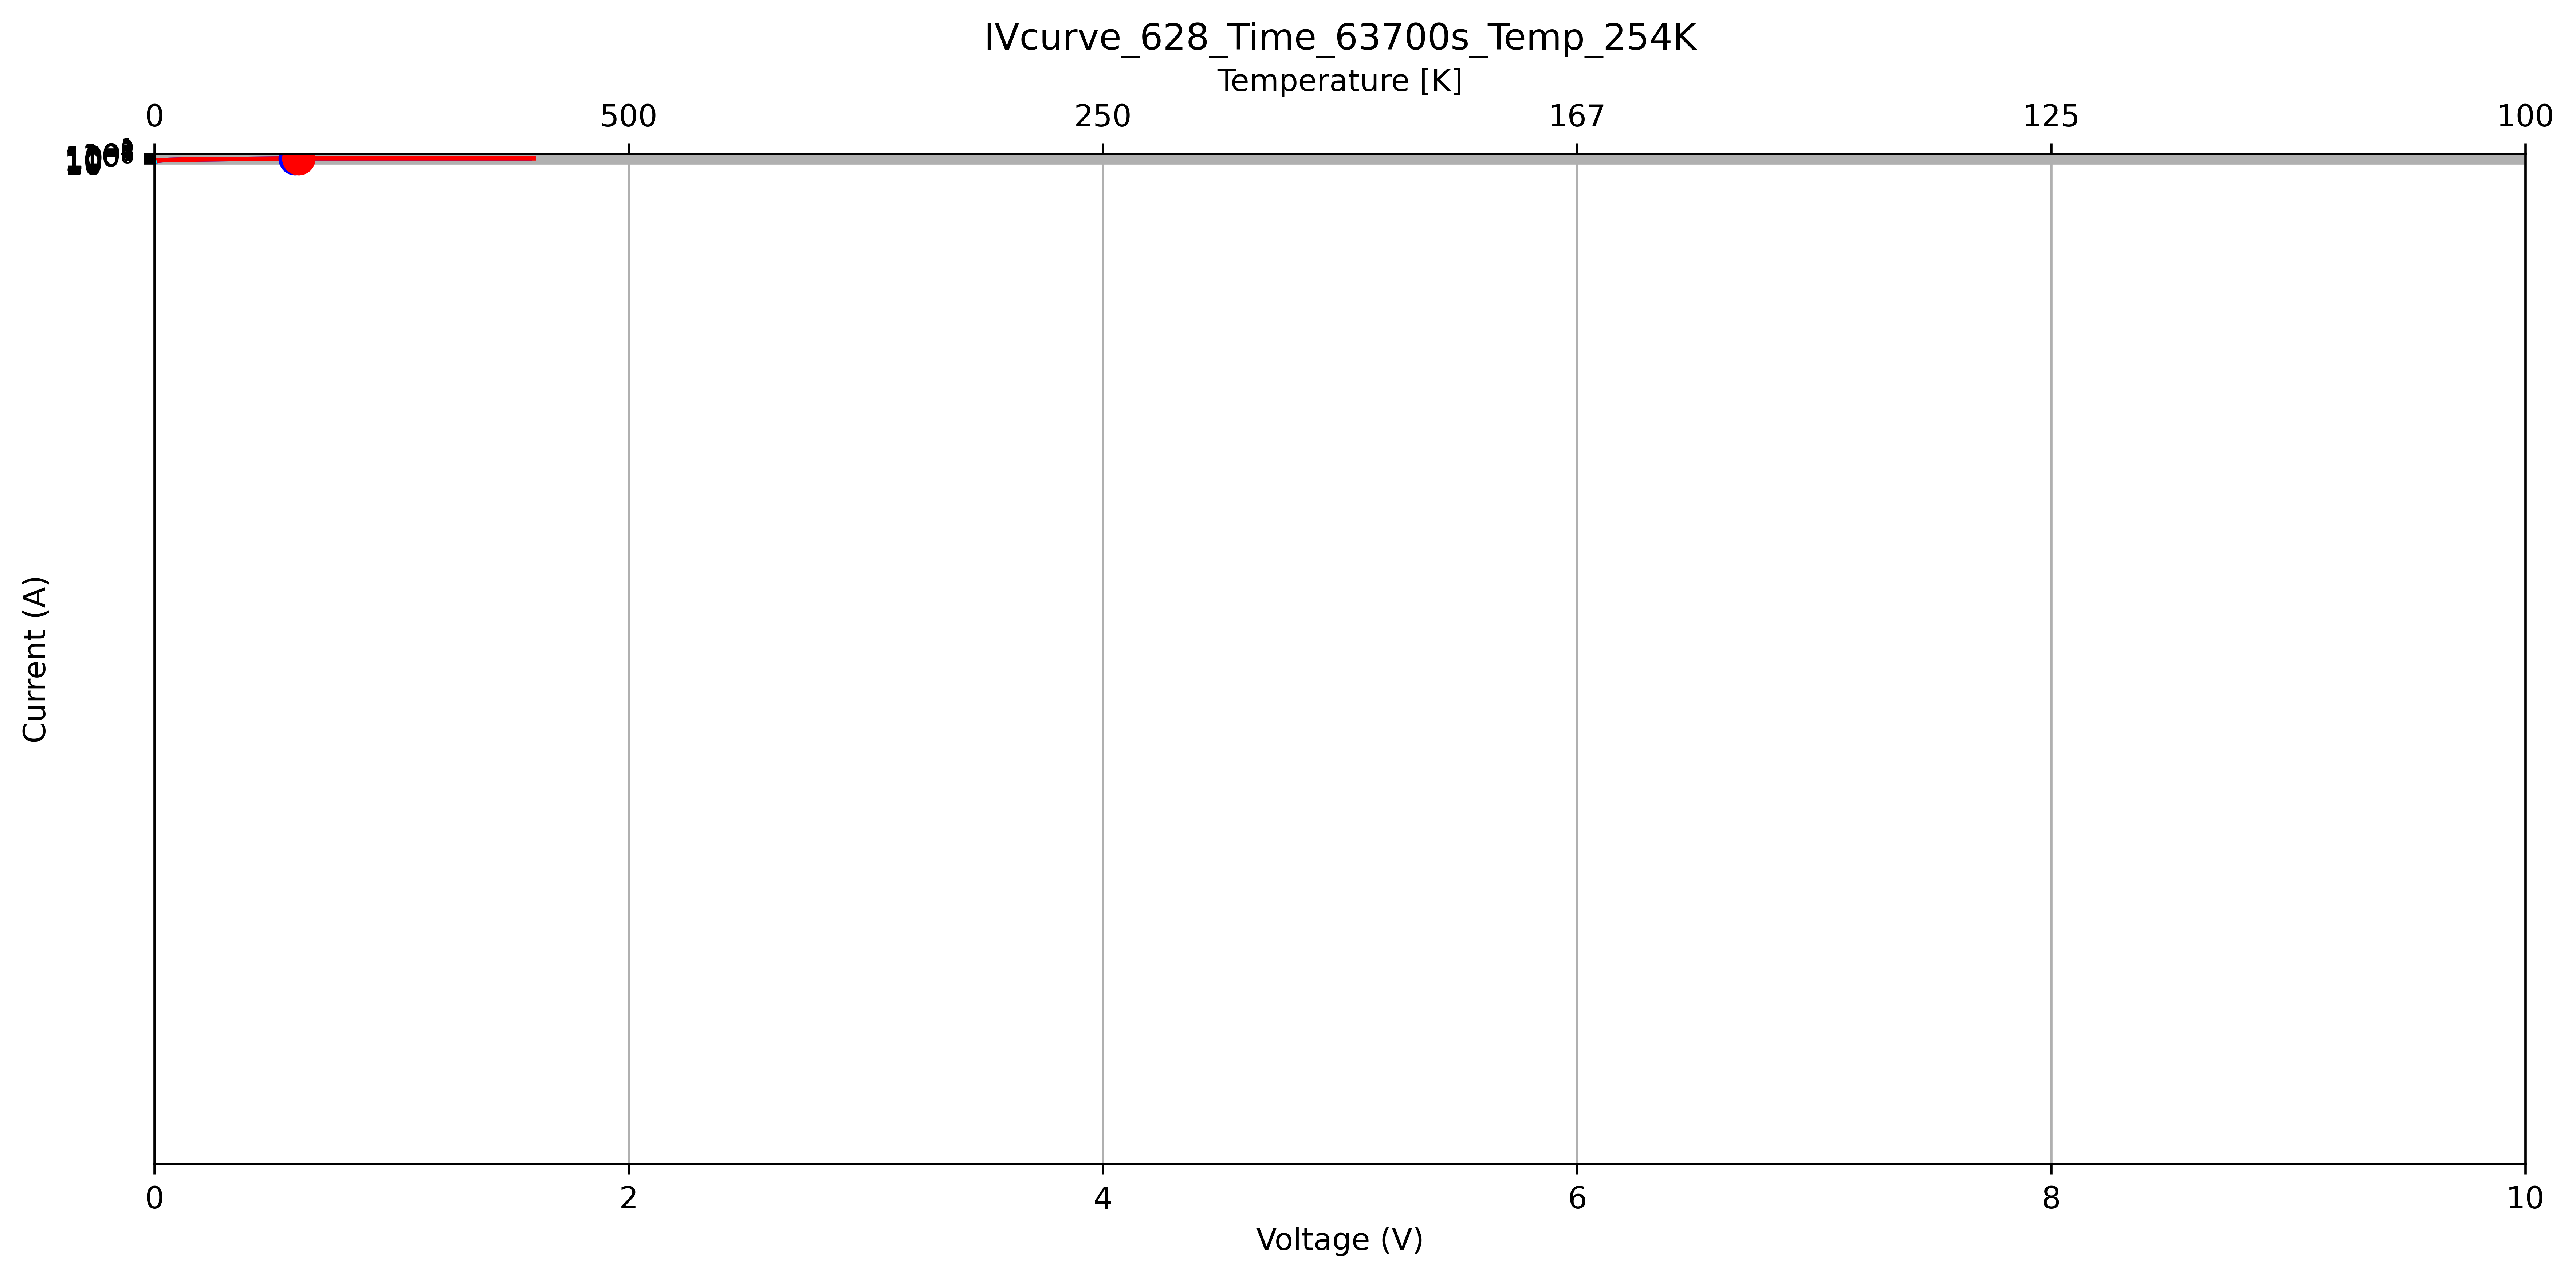 IVcurve_628_Time_63700s_Temp_254K
Temperature [K]
0 500 250 167 125 100
Current (A)
0 2 4 6 8 10
Voltage (V)